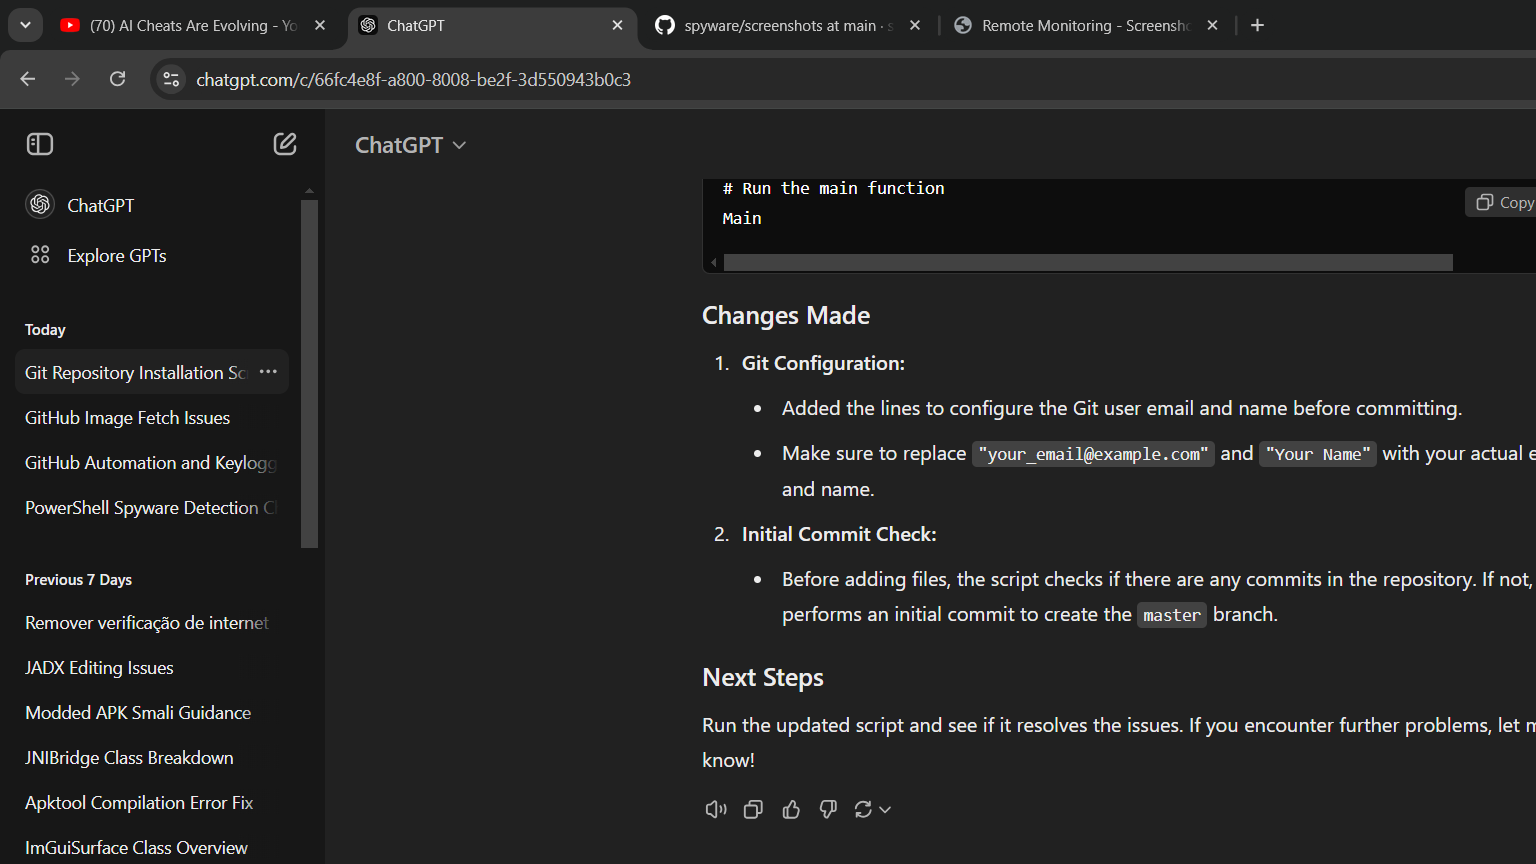 (70) AI Cheats Are Evolving - Yo
ChatGPT
spyware/screenshots at main · s
Remote Monitoring - Screensho
chatgpt.com/c/66fc4e8f-a800-8008-be2f-3d550943b0c3
ChatGPT
ChatGPT
Explore GPTs
Today
Git Repository Installation Sc
GitHub Image Fetch Issues
GitHub Automation and Keylogg
PowerShell Spyware Detection C
Previous 7 Days
Remover verificação de internet
JADX Editing Issues
Modded APK Smali Guidance
JNIBridge Class Breakdown
Apktool Compilation Error Fix
ImGuiSurface Class Overview
# Run the main function
Main
Copy
Changes Made
1. Git Configuration:
• Added the lines to configure the Git user email and name before committing.
• Make sure to replace "your_email@example.com" and "Your Name" with your actual e
and name.
2. Initial Commit Check:
• Before adding files, the script checks if there are any commits in the repository. If not,
performs an initial commit to create the master branch.
Next Steps
Run the updated script and see if it resolves the issues. If you encounter further problems, let m
know!